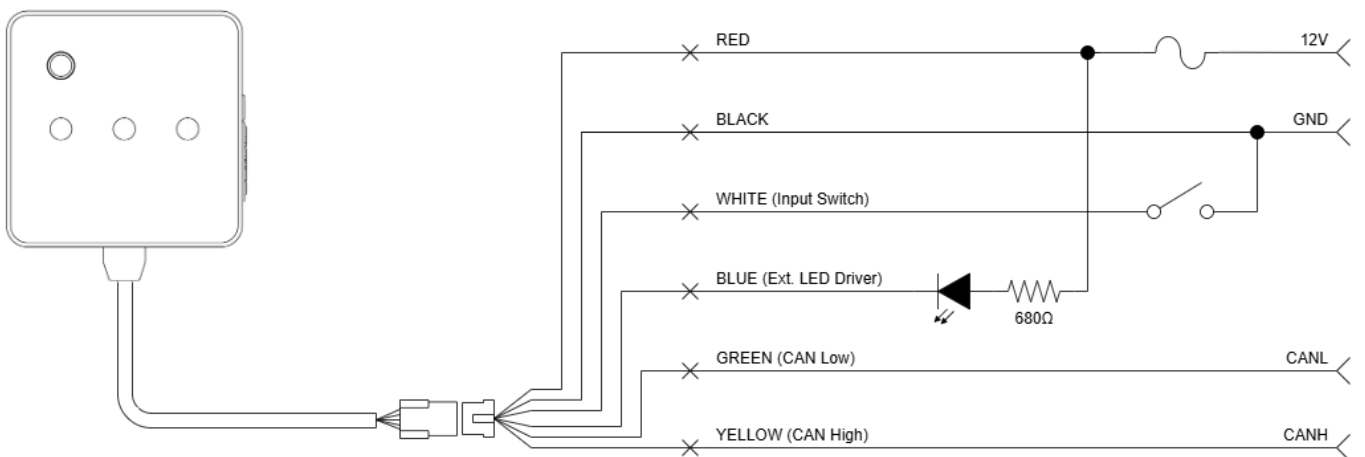 RED
12V
BLACK
GND
WHITE (Input Switch)
BLUE (Ext. LED Driver)
680Ω
GREEN (CAN Low)
CANL
YELLOW (CAN High)
CANH